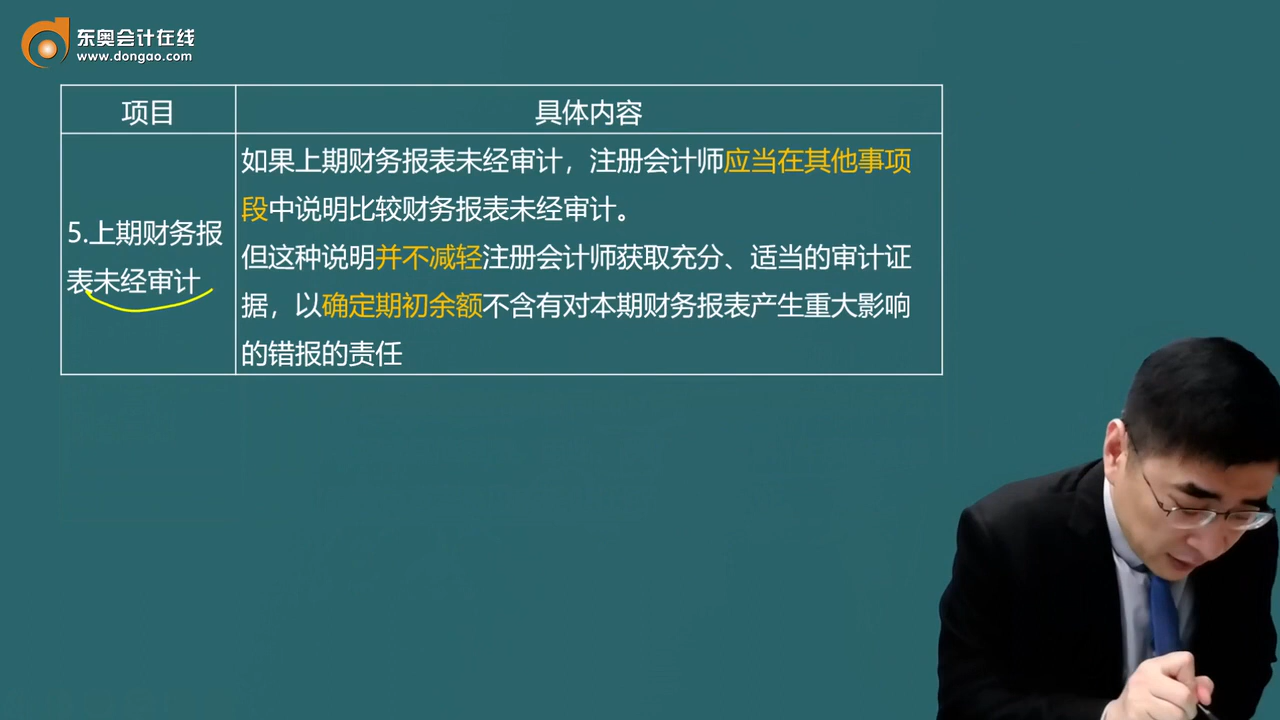 东奥会计在线
www.dongao.com
项目
具体内容
5.上期财务报
表未经审计
如果上期财务报表未经审计，注册会计师应当在其他事项
段中说明比较财务报表未经审计。
但这种说明并不减轻注册会计师获取充分、适当的审计证
据，以确定期初余额不含有对本期财务报表产生重大影响
的错报的责任